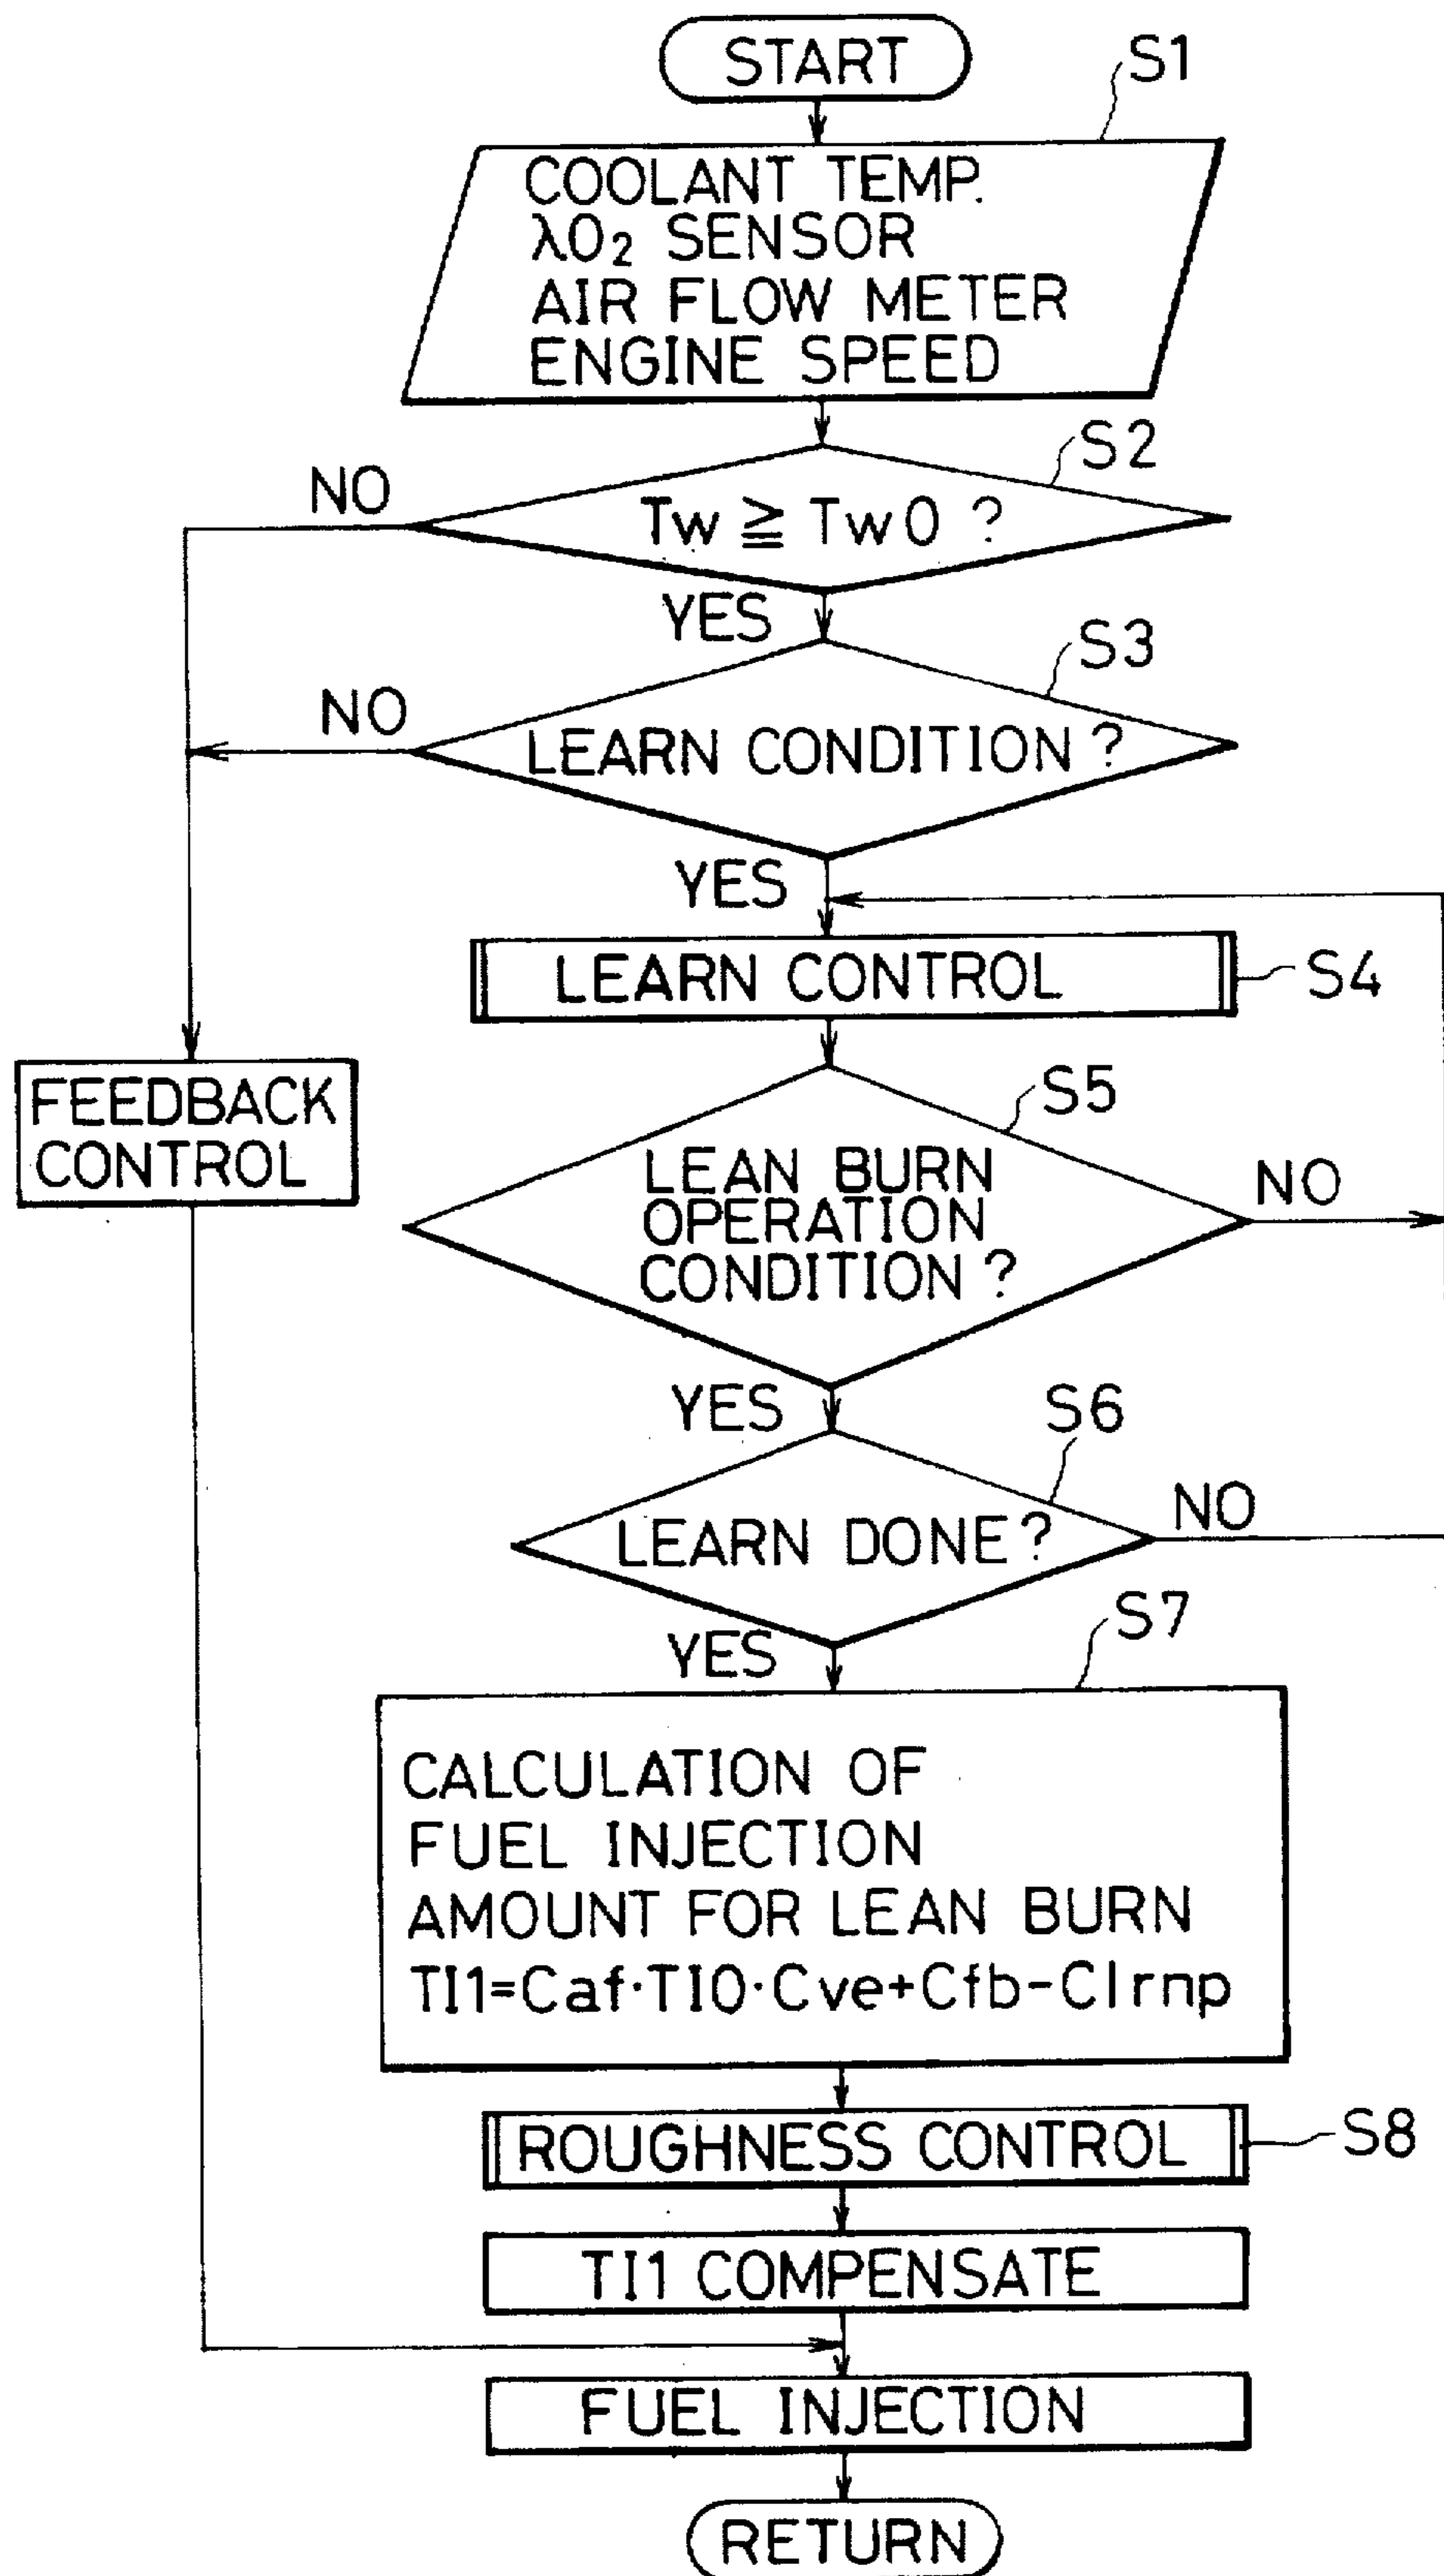 START
S1
COOLANT TEMP.
λO₂ SENSOR
AIR FLOW METER
ENGINE SPEED
S2
NO
Tw ≧ Tw0 ?
YES
S3
NO
LEARN CONDITION ?
YES
LEARN CONTROL
S4
FEEDBACK
CONTROL
S5
LEAN BURN
OPERATION
CONDITION ?
NO
YES
S6
LEARN DONE ?
NO
YES
S7
CALCULATION OF
FUEL INJECTION
AMOUNT FOR LEAN BURN
TI1=Caf·TI0·Cve+Cfb-Clrnp
ROUGHNESS CONTROL
S8
TI1 COMPENSATE
FUEL INJECTION
RETURN